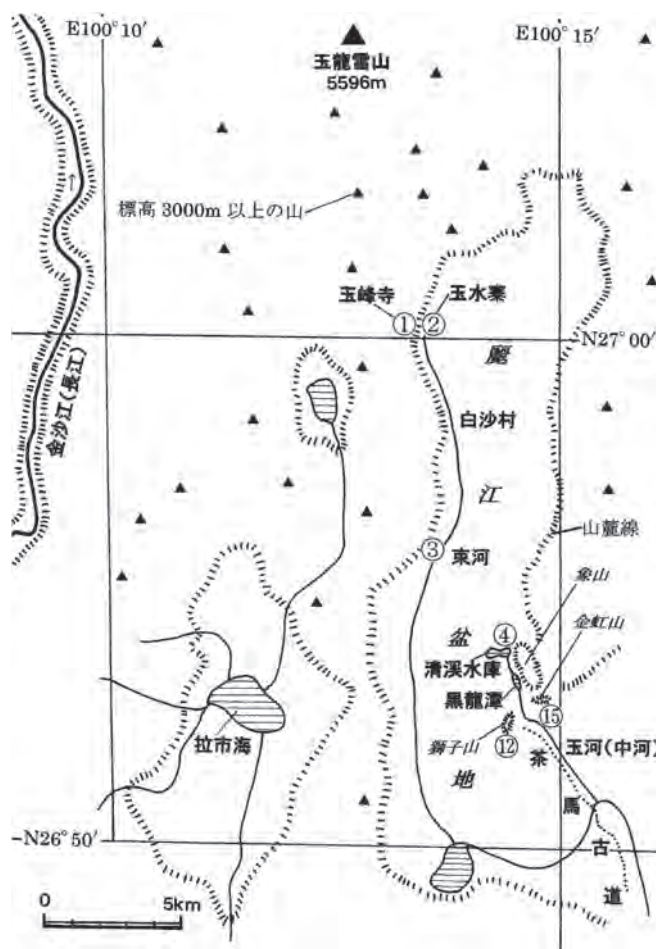 E100° 10′
E100° 15′
玉龍雪山
5596m
標高 3000m 以上の山
玉峰寺
玉水寨
①
②
N27° 00′
麗
白沙村
金沙江(長江)
↑
江
③
束河
山麓線
象山
金虹山
④
盆
清溪水庫
黒龍潭
⑮
拉市海
獅子山
⑫
玉河(中河)
茶
地
馬
N26° 50′
古
道
0
5km